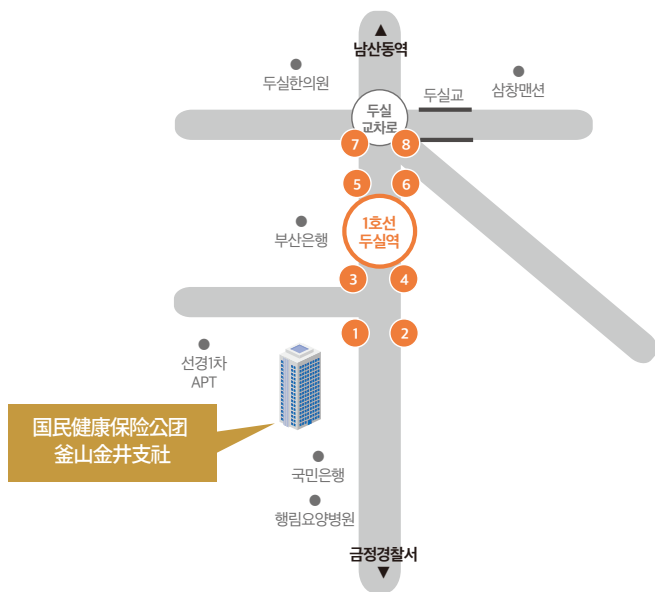 ▲
남산동역
두실한의원
두실교
삼창맨션
두실
교차로
7
8
5
6
부산은행
1호선
두실역
3
4
1
2
선경1차
APT
国民健康保险公团
釜山金井支社
국민은행
행림요양병원
금정경찰서
▼